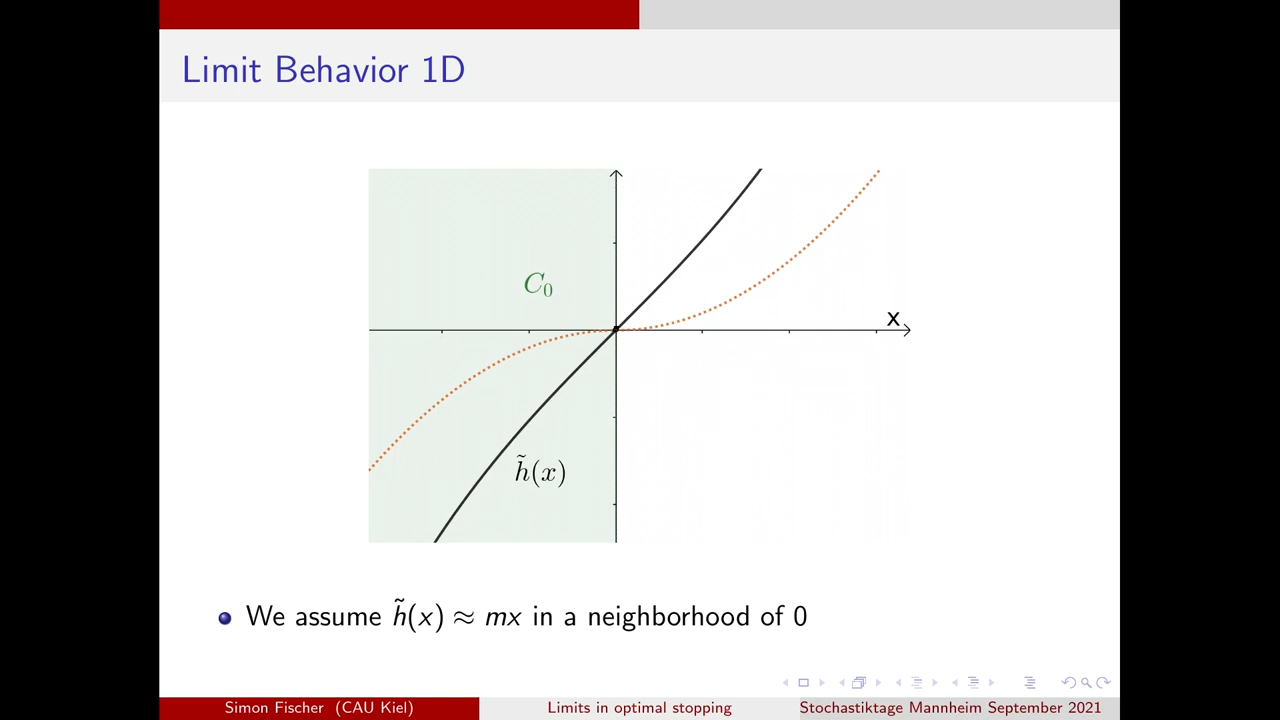 Limit Behavior 1D
C₀
x
h̃(x)
We assume h̃(x) ≈ mx in a neighborhood of 0
Simon Fischer (CAU Kiel) Limits in optimal stopping Stochastiktage Mannheim September 2021